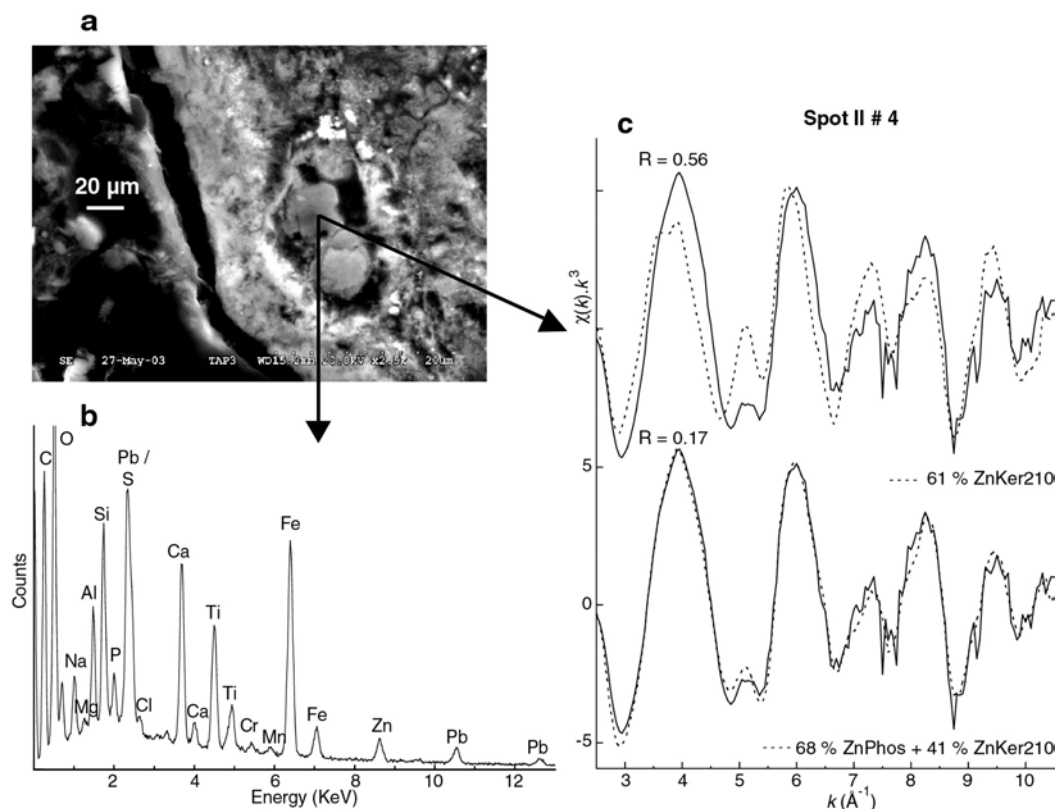 a
20 µm
SE 27-May-03 TAP3
20um
b
C
O
Pb /
S
Si
Al
Na
Mg
P
Cl
Ca
Ca
Ti
Ti
Cr
Mn
Fe
Fe
Zn
Pb
Pb
Counts
2 4 6 8 10 12
Energy (KeV)
c
Spot II # 4
R = 0.56
χ(k).k³
61 % ZnKer210
R = 0.17
5
0
-5
68 % ZnPhos + 41 % ZnKer210
3 4 5 6 7 8 9 10
k (Å⁻¹)